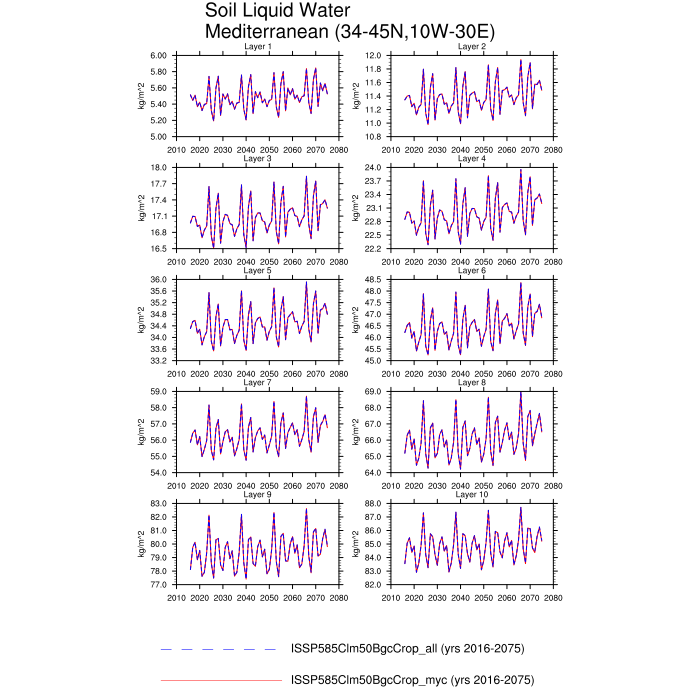 Soil Liquid Water
Mediterranean (34-45N,10W-30E)
Layer 1 Layer 2
6.00 5.80 5.60 5.40 5.20 5.00 kg/m^2
12.0 11.8 11.6 11.4 11.2 11.0 10.8 kg/m^2
2010 2020 2030 2040 2050 2060 2070 2080 2010 2020 2030 2040 2050 2060 2070 2080
Layer 3 Layer 4
18.0 17.7 17.4 17.1 16.8 16.5 kg/m^2
24.0 23.7 23.4 23.1 22.8 22.5 22.2 kg/m^2
2010 2020 2030 2040 2050 2060 2070 2080 2010 2020 2030 2040 2050 2060 2070 2080
Layer 5 Layer 6
36.0 35.6 35.2 34.8 34.4 34.0 33.6 33.2 kg/m^2
48.5 48.0 47.5 47.0 46.5 46.0 45.5 45.0 kg/m^2
2010 2020 2030 2040 2050 2060 2070 2080 2010 2020 2030 2040 2050 2060 2070 2080
Layer 7 Layer 8
59.0 58.0 57.0 56.0 55.0 54.0 kg/m^2
69.0 68.0 67.0 66.0 65.0 64.0 kg/m^2
2010 2020 2030 2040 2050 2060 2070 2080 2010 2020 2030 2040 2050 2060 2070 2080
Layer 9 Layer 10
83.0 82.0 81.0 80.0 79.0 78.0 77.0 kg/m^2
88.0 87.0 86.0 85.0 84.0 83.0 82.0 kg/m^2
2010 2020 2030 2040 2050 2060 2070 2080 2010 2020 2030 2040 2050 2060 2070 2080
ISSP585Clm50BgcCrop_all (yrs 2016-2075)
ISSP585Clm50BgcCrop_myc (yrs 2016-2075)